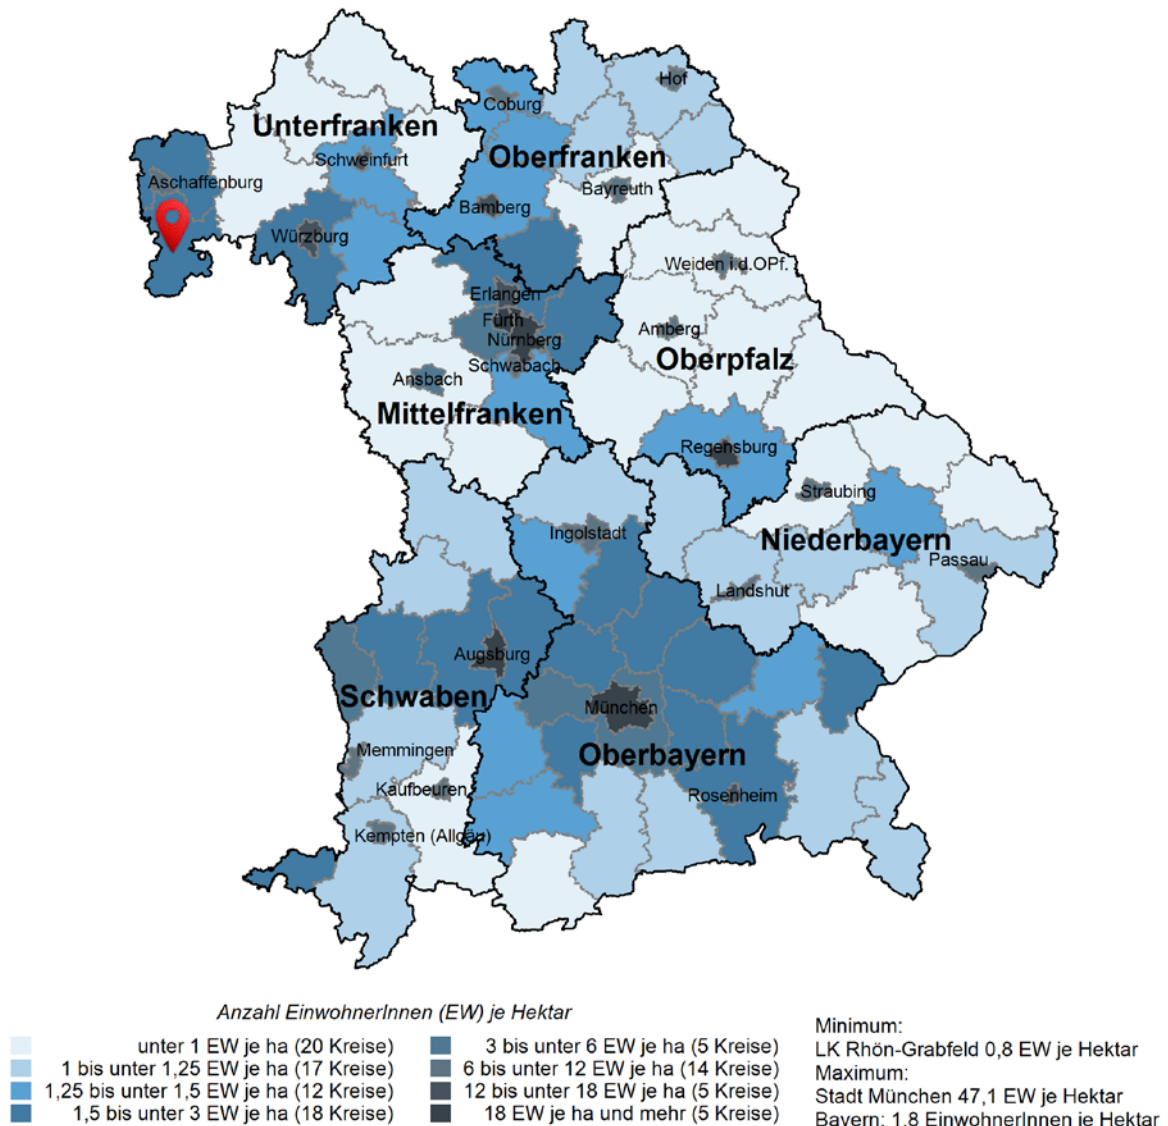 Hof
Coburg
Unterfranken
Schweinfurt
Oberfranken
Aschaffenburg
Bayreuth
Bamberg
Würzburg
Weiden i.d.OPf.
Erlangen
Fürth
Amberg
Nürnberg
Oberpfalz
Schwabach
Ansbach
Mittelfranken
Regensburg
Straubing
Ingolstadt
Niederbayern
Passau
Landshut
Augsburg
Schwaben
München
Memmingen
Oberbayern
Kaufbeuren
Rosenheim
Kempten (Allgäu)
Anzahl EinwohnerInnen (EW) je Hektar
unter 1 EW je ha (20 Kreise)
1 bis unter 1,25 EW je ha (17 Kreise)
1,25 bis unter 1,5 EW je ha (12 Kreise)
1,5 bis unter 3 EW je ha (18 Kreise)
3 bis unter 6 EW je ha (5 Kreise)
6 bis unter 12 EW je ha (14 Kreise)
12 bis unter 18 EW je ha (5 Kreise)
18 EW je ha und mehr (5 Kreise)
Minimum:
LK Rhön-Grabfeld 0,8 EW je Hektar
Maximum:
Stadt München 47,1 EW je Hektar
Bayern: 1,8 EinwohnerInnen je Hektar